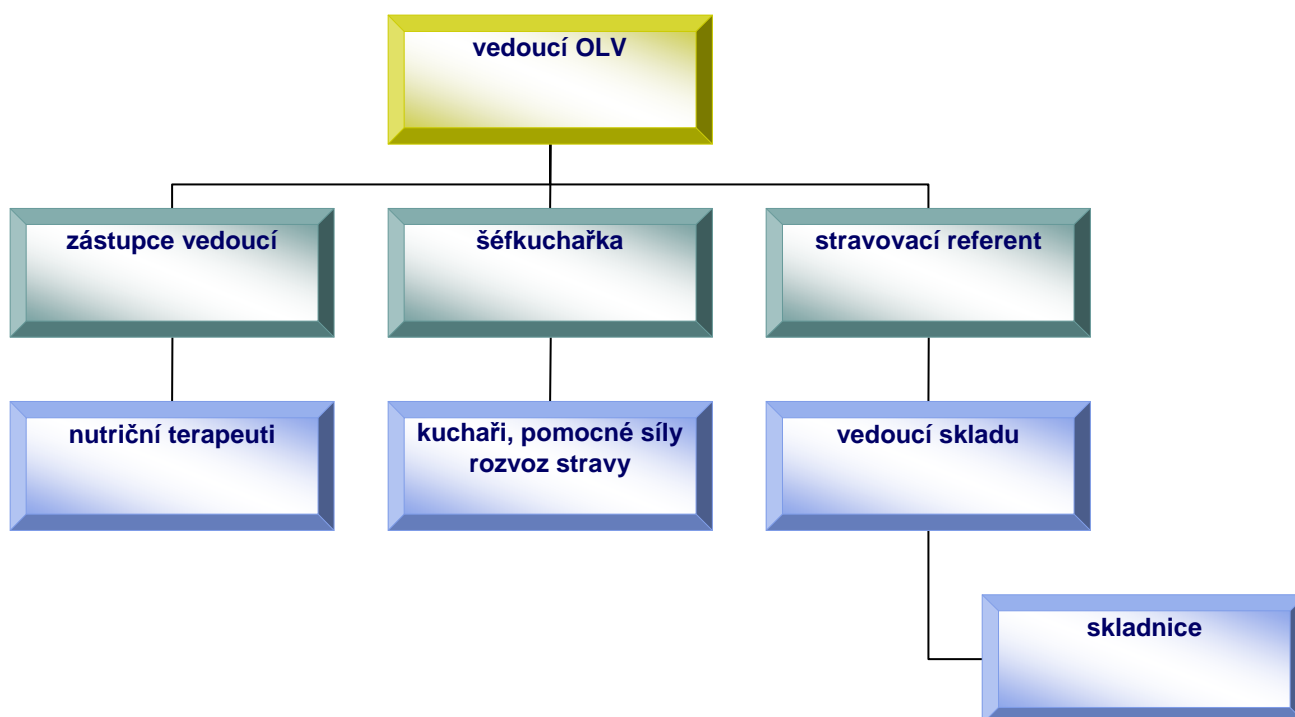 vedoucí OLV
zástupce vedoucí
šéfkuchařka
stravovací referent
nutriční terapeuti
kuchaři, pomocné síly
rozvoz stravy
vedoucí skladu
skladnice